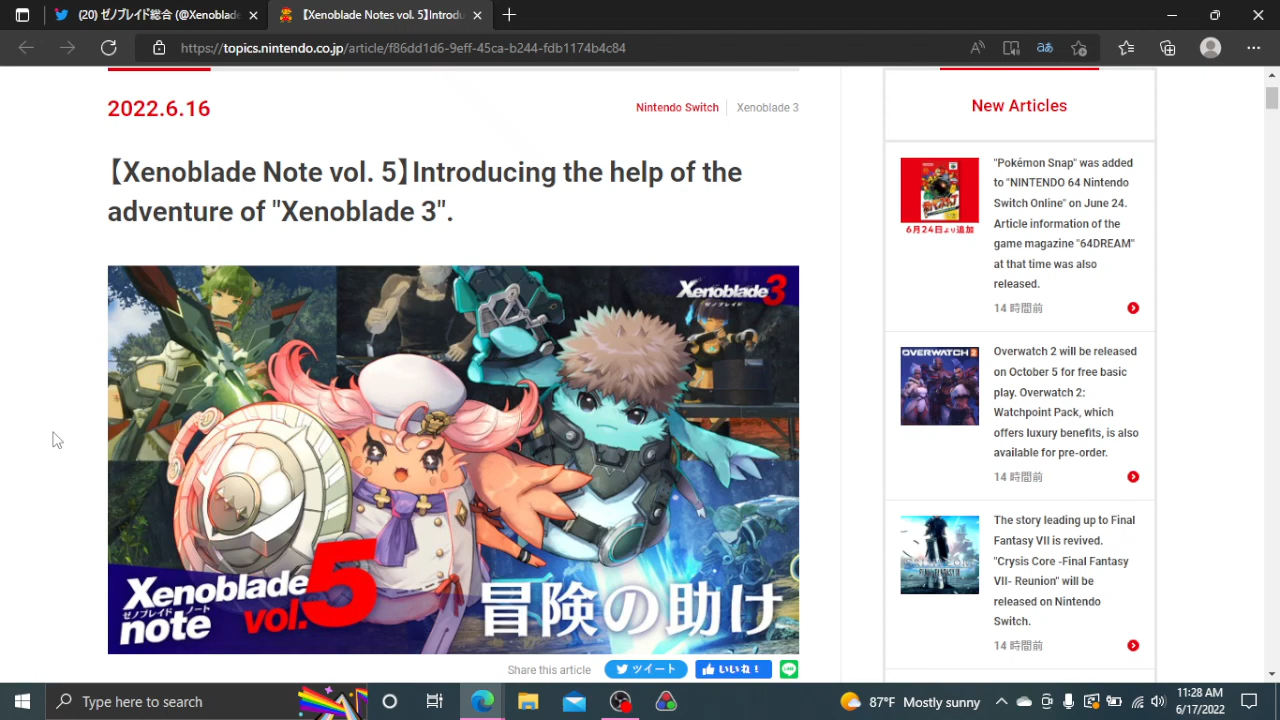 (20) ゼノブレイド総合 (@Xenoblade
【Xenoblade Notes vol. 5】Introdu
https://topics.nintendo.co.jp/article/f86dd1d6-9eff-45ca-b244-fdb1174b4c84
2022.6.16
Nintendo Switch
Xenoblade 3
【Xenoblade Note vol. 5】Introducing the help of the
adventure of "Xenoblade 3".
Xenoblade3
ゼノブレイド
Xenoblade
ゼノブレイド ノート
note
vol.5
冒険の助け
Share this article
ツイート
いいね!
LINE
New Articles
6月24日より追加
"Pokémon Snap" was added
to "NINTENDO 64 Nintendo
Switch Online" on June 24.
Article information of the
game magazine "64DREAM"
at that time was also
released.
14 時間前
OVERWATCH 2
Overwatch 2 will be released
on October 5 for free basic
play. Overwatch 2:
Watchpoint Pack, which
offers luxury benefits, is also
available for pre-order.
14 時間前
The story leading up to Final
Fantasy VII is revived.
"Crysis Core -Final Fantasy
VII- Reunion" will be
released on Nintendo
Switch.
14 時間前
Type here to search
87°F Mostly sunny
11:28 AM
6/17/2022